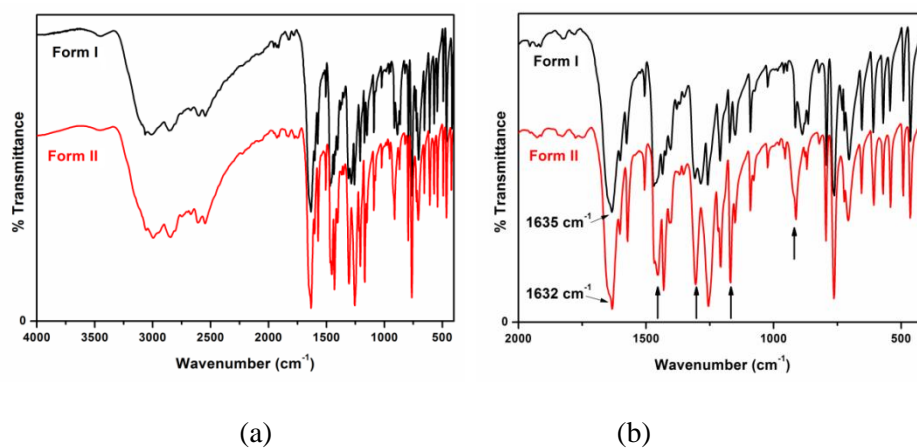 % Transmittance
Form I
Form II
0
4000 3500 3000 2500 2000 1500 1000 500
Wavenumber (cm⁻¹)
(a)
% Transmittance
Form I
Form II
1635 cm⁻¹
1632 cm⁻¹
0
2000 1500 1000 500
Wavenumber (cm⁻¹)
(b)